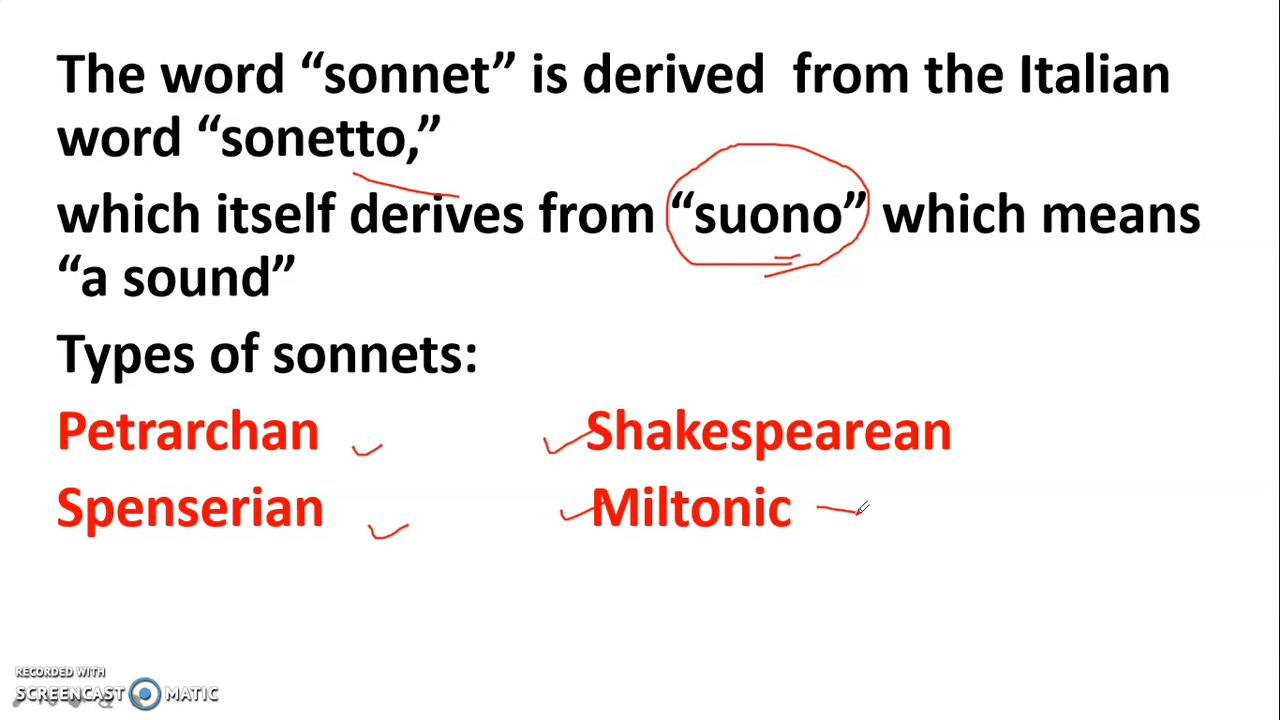 The word “sonnet” is derived from the Italian
word “sonetto,”
which itself derives from “suono” which means
“a sound”
Types of sonnets:
Petrarchan Shakespearean
Spenserian Miltonic
RECORDED WITH
SCREENCAST MATIC